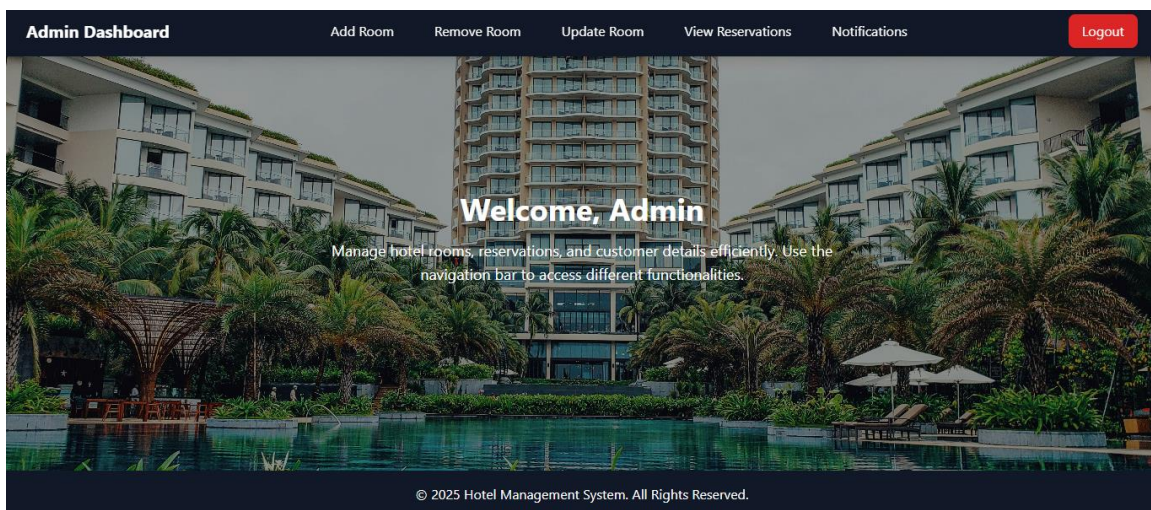 Admin Dashboard
Add Room
Remove Room
Update Room
View Reservations
Notifications
Logout
Welcome, Admin
Manage hotel rooms, reservations, and customer details efficiently. Use the
navigation bar to access different functionalities.
© 2025 Hotel Management System. All Rights Reserved.